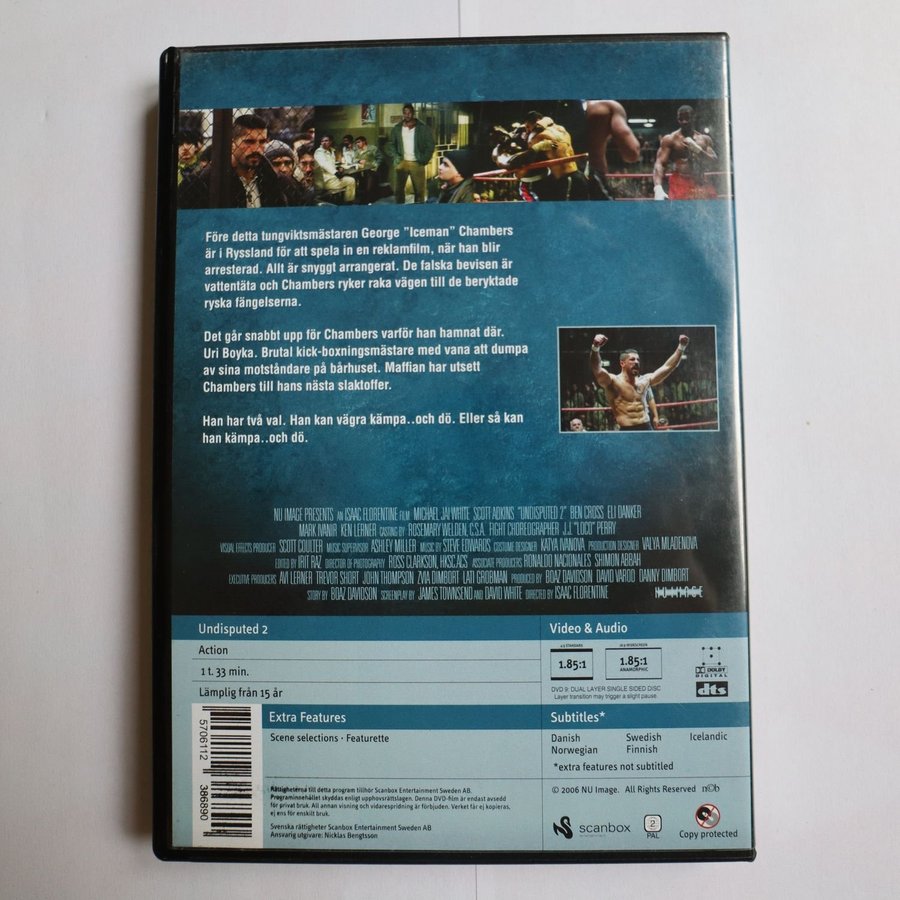 Före detta tungviktsmästaren George "Iceman" Chambers
är i Ryssland för att spela in en reklamfilm, när han blir
arresterad. Allt är snyggt arrangerat. De falska bevisen är
vattentäta och Chambers ryker raka vägen till de beryktade
ryska fängelserna.
Det går snabbt upp för Chambers varför han hamnat där.
Uri Boyka. Brutal kick-boxningsmästare med vana att dumpa
av sina motståndare på bårhuset. Maffian har utsett
Chambers till hans nästa slaktoffer.
Han har två val. Han kan vägra kämpa..och dö. Eller så kan
han kämpa..och dö.
NU IMAGE PRESENTS AN ISAAC FLORENTINE FILM MICHAEL JAI WHITE SCOTT ADKINS "UNDISPUTED 2" BEN CROSS ELI DANKER
MARK IVANIR KEN LERNER CASTING BY ROSEMARY WELDEN, C.S.A. FIGHT CHOREOGRAPHER J.J. "LOCO" PERRY
VISUAL EFFECTS PRODUCER SCOTT COULTER MUSIC SUPERVISOR ASHLEY MILLER MUSIC BY STEVE EDWARDS COSTUME DESIGNER KATYA IVANOVA PRODUCTION DESIGNER VALYA MLADENOVA
EDITED BY IRIT RAZ DIRECTOR OF PHOTOGRAPHY ROSS CLARKSON, HKSC,ACS ASSOCIATE PRODUCERS RONALDO NACIONALES SHIMON ABBAH
EXECUTIVE PRODUCERS AVI LERNER TREVOR SHORT JOHN THOMPSON ZVIA DIMBORT LATI GROBMAN PRODUCED BY BOAZ DAVIDSON DAVID VAROD DANNY DIMBORT
STORY BY BOAZ DAVIDSON SCREENPLAY BY JAMES TOWNSEND AND DAVID WHITE DIRECTED BY ISAAC FLORENTINE
NU IMAGE
Undisputed 2
Action
1 t. 33 min.
Lämplig från 15 år
Video & Audio
4:3 STANDARD
1.85:1
16:9 WIDESCREEN
1.85:1
ANAMORPHIC
DOLBY
DIGITAL
dts
DVD 9: DUAL LAYER SINGLE SIDED DISC
Layer transition may trigger a slight pause.
5706112
386890
Extra Features
Scene selections · Featurette
Subtitles*
Danish Swedish Icelandic
Norwegian Finnish
*extra features not subtitled
Rättigheterna till detta program tillhör Scanbox Entertainment Sweden AB.
Programinnehållet skyddas enligt upphovsrättslagen. Denna DVD-film är endast avsedd
för privat bruk. All annan visning och vidarespridning är förbjuden. Verket får ej kopieras,
ej ens för enskilt bruk.
Svenska rättigheter Scanbox Entertainment Sweden AB
Ansvarig utgivare: Nicklas Bengtsson
© 2006 NU Image. All Rights Reserved ncb
scanbox
2
PAL
Copy protected